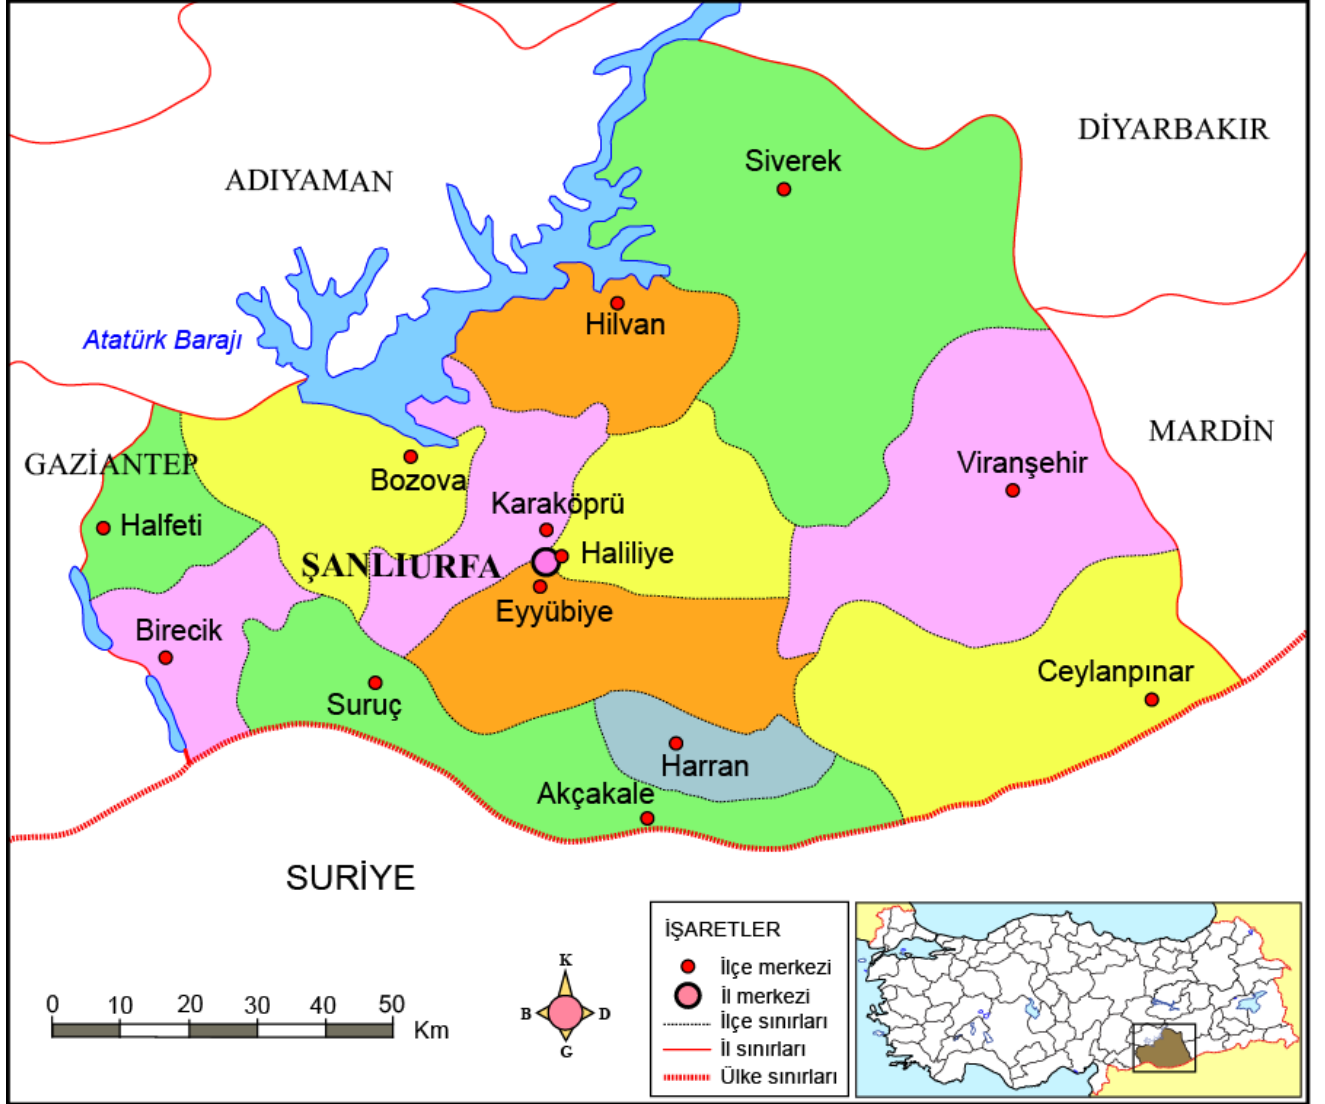 DİYARBAKIR
Siverek
ADIYAMAN
Hilvan
Atatürk Barajı
MARDİN
GAZİANTEP
Viranşehir
Bozova
Karaköprü
Halfeti
Haliliye
ŞANLIURFA
Eyyübiye
Birecik
Ceylanpınar
Suruç
Harran
Akçakale
SURİYE
İŞARETLER
İlçe merkezi
İl merkezi
İlçe sınırları
İl sınırları
Ülke sınırları
K
B D
G
0 10 20 30 40 50
Km